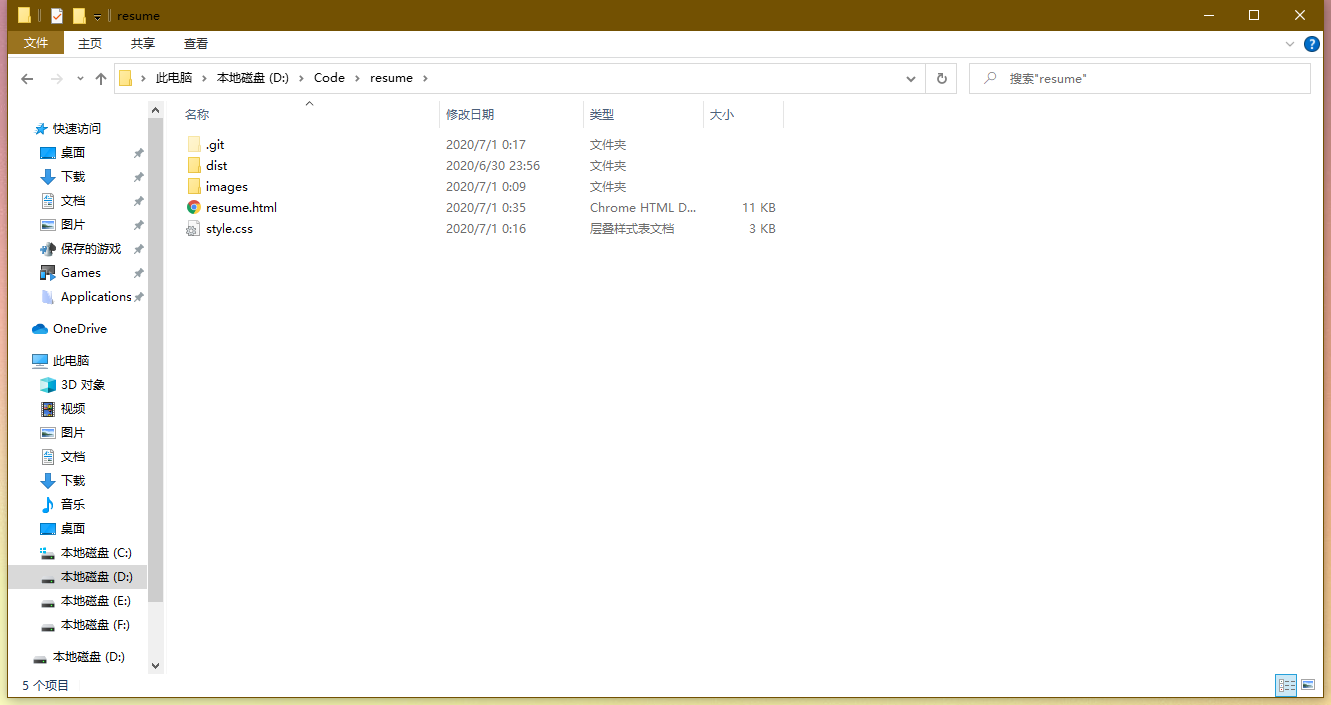 resume
文件 主页 共享 查看
此电脑 本地磁盘 (D:) Code resume 搜索"resume"
名称 修改日期 类型 大小
.git 2020/7/1 0:17 文件夹
dist 2020/6/30 23:56 文件夹
images 2020/7/1 0:09 文件夹
resume.html 2020/7/1 0:35 Chrome HTML D... 11 KB
style.css 2020/7/1 0:16 层叠样式表文档 3 KB
快速访问
桌面
下载
文档
图片
保存的游戏
Games
Applications
OneDrive
此电脑
3D 对象
视频
图片
文档
下载
音乐
桌面
本地磁盘 (C:)
本地磁盘 (D:)
本地磁盘 (E:)
本地磁盘 (F:)
本地磁盘 (D:)
5 个项目